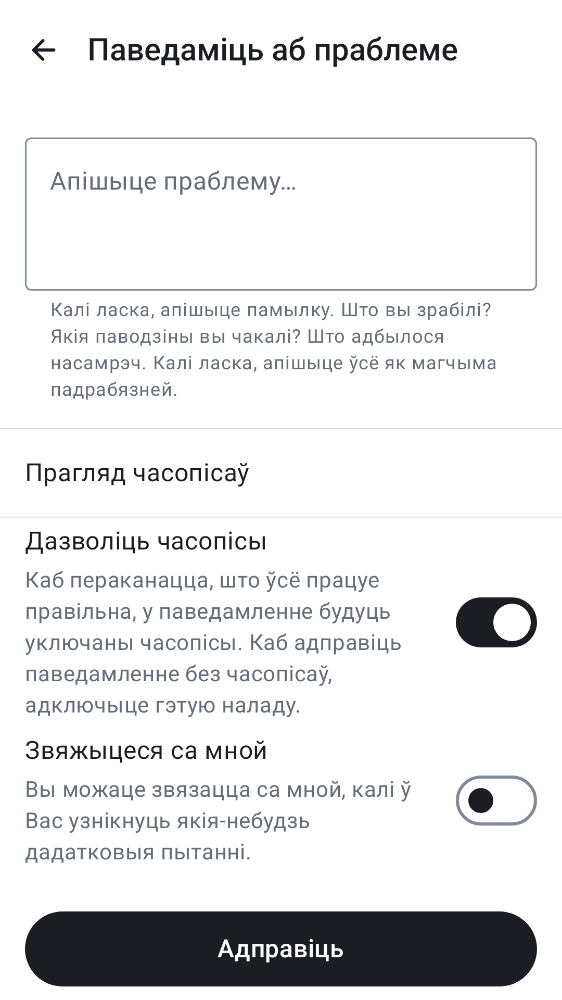 Паведаміць аб праблеме
Апішыце праблему...
Калі ласка, апішыце памылку. Што вы зрабілі?
Якія паводзіны вы чакалі? Што адбылося
насамрэч. Калі ласка, апішыце ўсё як магчыма
падрабязней.
Прагляд часопісаў
Дазволіць часопісы
Каб пераканацца, што ўсё працуе
правільна, у паведамленне будуць
уключаны часопісы. Каб адправіць
паведамленне без часопісаў,
адключыце гэтую наладу.
Звяжыцеся са мной
Вы можаце звязацца са мной, калі ў
Вас узнікнуць якія-небудзь
дадатковыя пытанні.
Адправіць